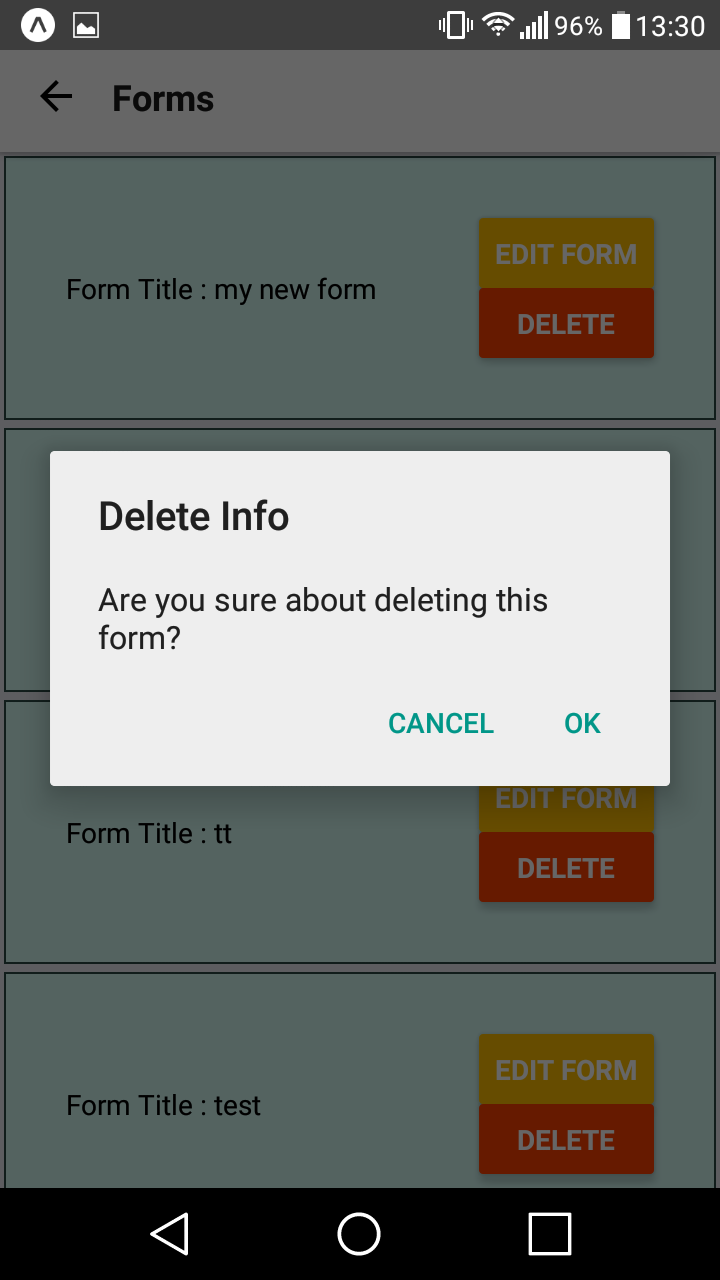 96% 13:30
Forms
EDIT FORM
Form Title : my new form
DELETE
Delete Info
Are you sure about deleting this
form?
CANCEL OK
EDIT FORM
Form Title : tt
DELETE
EDIT FORM
Form Title : test
DELETE